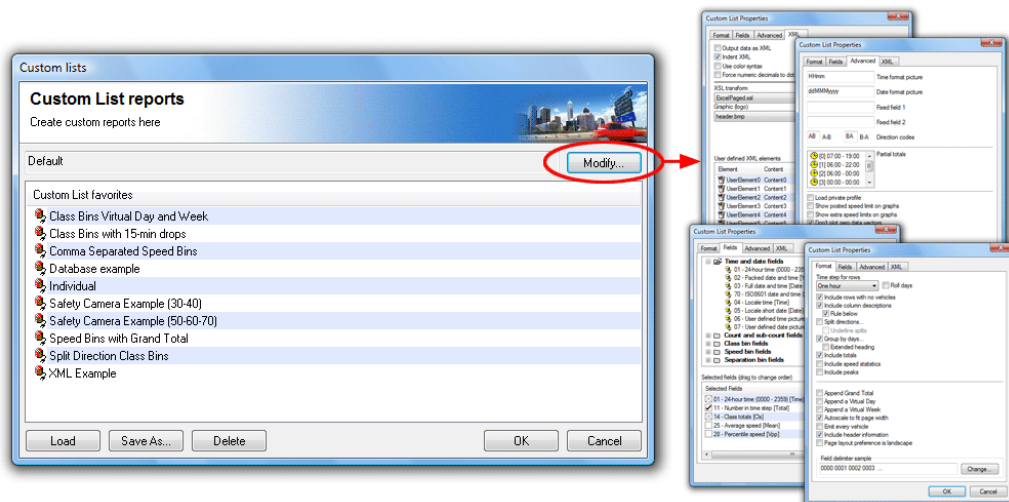 Custom lists
Custom List reports
Create custom reports here
Default
Modify...
Custom List favorites
Class Bins Virtual Day and Week
Class Bins with 15-min drops
Comma Separated Speed Bins
Database example
Individual
Safety Camera Example (30-40)
Safety Camera Example (50-60-70)
Speed Bins with Grand Total
Split Direction Class Bins
XML Example
Load Save As... Delete OK Cancel
Custom List Properties
Format Fields Advanced XML
Output data as XML
Indent XML
Use color syntax
Force numeric decimals to dot
XSL transform
ExcelPaged.xsl
Graphic (logo)
header.bmp
User defined XML elements
Element Content
UserElement0 Content0
UserElement1 Content1
UserElement2 Content2
UserElement3 Content3
UserElement4 Content4
Custom List Properties
Format Fields Advanced XML
HHmm Time format picture
ddMMMyyyy Date format picture
Fixed field 1
Fixed field 2
AB A-B BA B-A Direction codes
[0] 07:00 - 19:00 Partial totals
[1] 06:00 - 22:00
[2] 06:00 - 00:00
[3] 00:00 - 00:00
Load private profile
Show posted speed limit on graphs
Show extra speed limits on graphs
Don't plot zero data vectors
Custom List Properties
Format Fields Advanced XML
Time and date fields
01 - 24-hour time (0000 - 235
02 - Packed date and time [
03 - Full date and time [Date
70 - ISO8601 date and time [
04 - Locale time [Time]
05 - Locale short date [Date]
06 - User defined time picture
07 - User defined date picture
Count and sub-count fields
Class bin fields
Speed bin fields
Separation bin fields
Selected fields (drag to change order)
Selected Fields
01 - 24-hour time (0000 - 2359) [Time]
11 - Number in time step [Total]
14 - Class totals [Cls]
25 - Average speed [Mean]
28 - Percentile speed [Vpp]
Custom List Properties
Format Fields Advanced XML
Time step for rows
One hour Roll days
Include rows with no vehicles
Include column descriptions
Rule below
Split directions...
Underline splits
Group by days...
Extended heading
Include totals
Include speed statistics
Include peaks
Append Grand Total
Append a Virtual Day
Append a Virtual Week
Autoscale to fit page width
Emit every vehicle
Include header information
Page layout preference is landscape
Field delimiter sample
0000 0001 0002 0003 ...
Change...
OK Cancel